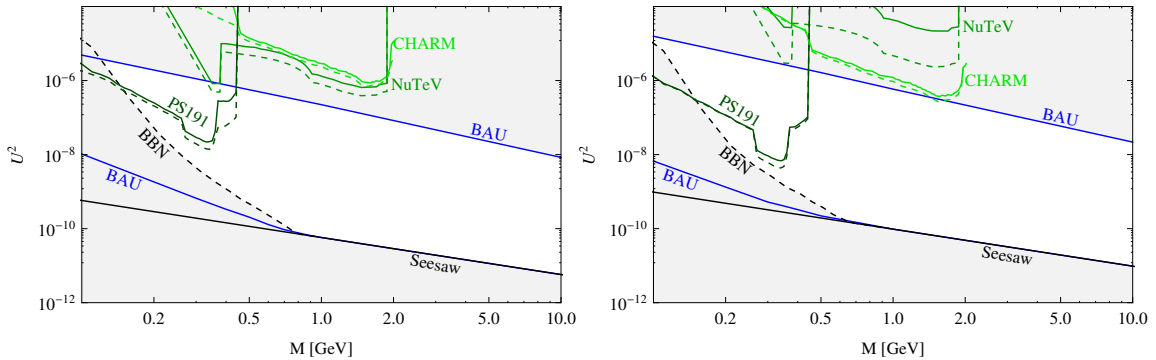 CHARM
10⁻⁶
NuTeV
PS191
BAU
U²
10⁻⁸
BBN
BAU
10⁻¹⁰
Seesaw
10⁻¹²
0.2 0.5 1.0 2.0 5.0 10.0
M [GeV]
NuTeV
10⁻⁶
CHARM
PS191
BAU
U²
10⁻⁸
BBN
BAU
10⁻¹⁰
Seesaw
10⁻¹²
0.2 0.5 1.0 2.0 5.0 10.0
M [GeV]